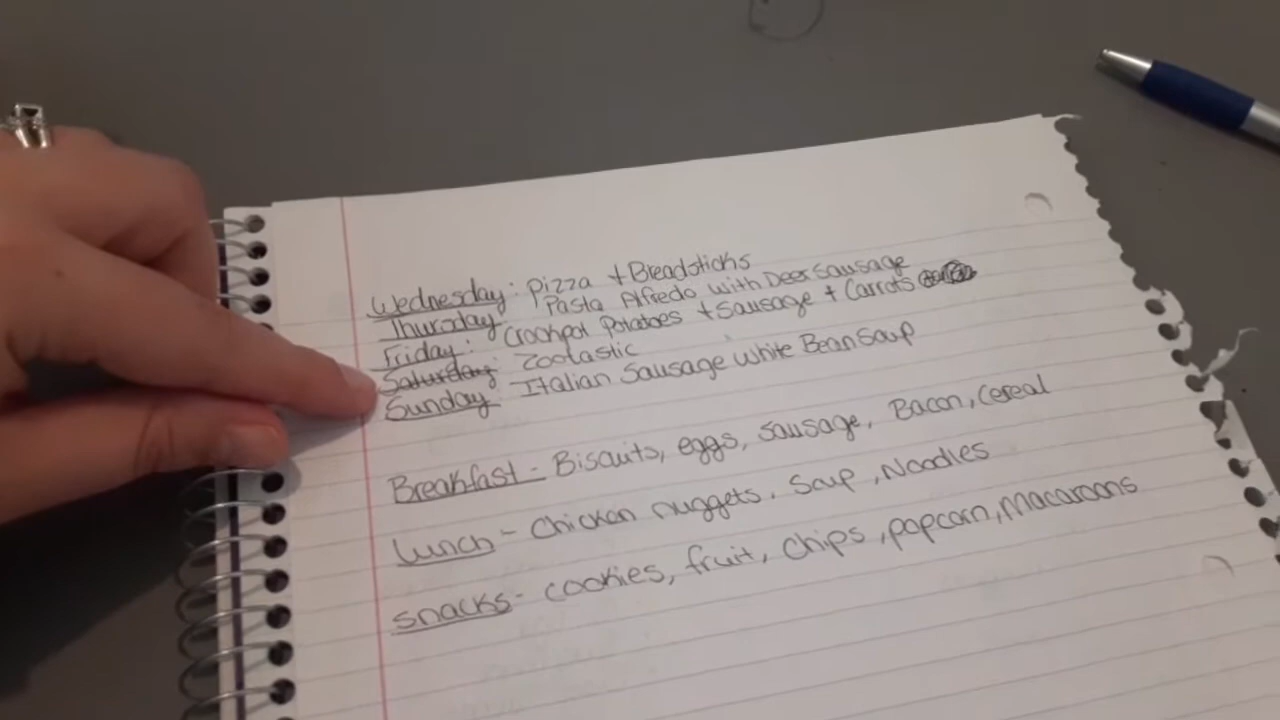 Wednesday: Pizza + Breadsticks
Thursday: Pasta Alfredo with Deer Sausage
Friday: Crockpot Potatoes + Sausage + Carrots
Saturday: Zootastic
Sunday: Italian Sausage White Bean Soup
Breakfast - Biscuits, eggs, sausage, Bacon, Cereal
Lunch - Chicken nuggets, Soup, Noodles
snacks - cookies, fruit, chips, popcorn, Macaroons